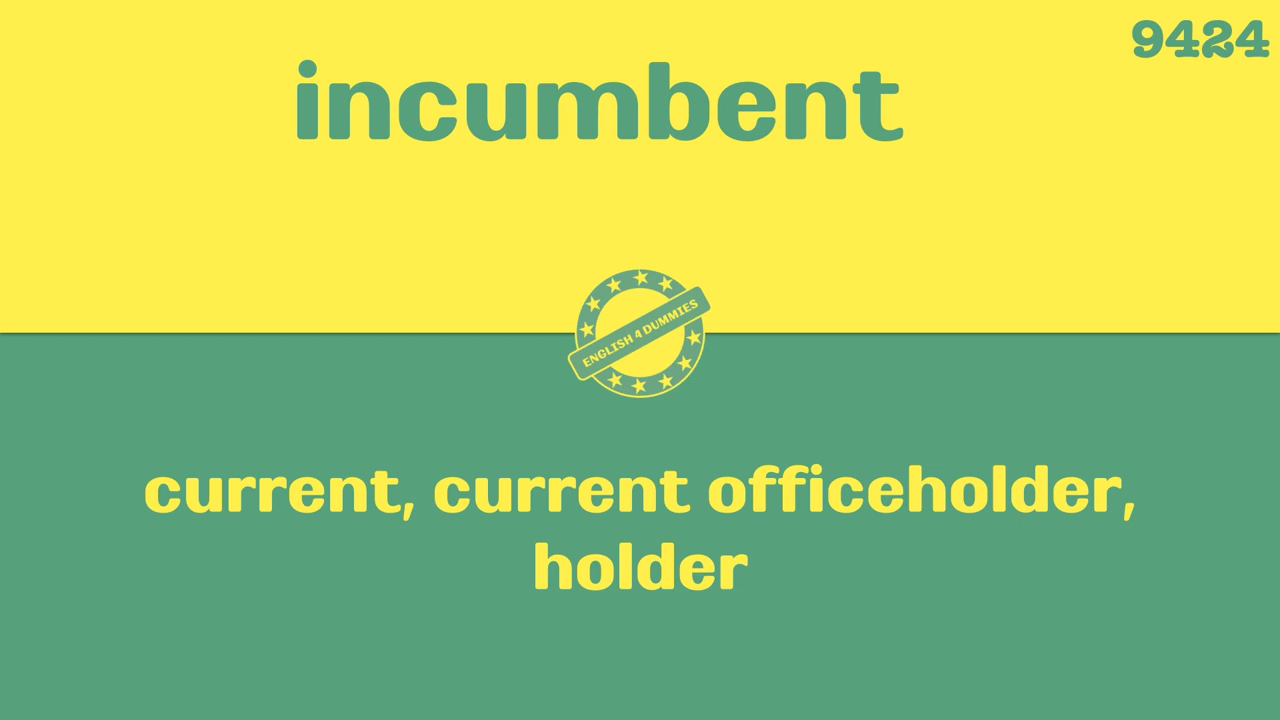 9424
incumbent
ENGLISH 4 DUMMIES
current, current officeholder,
holder